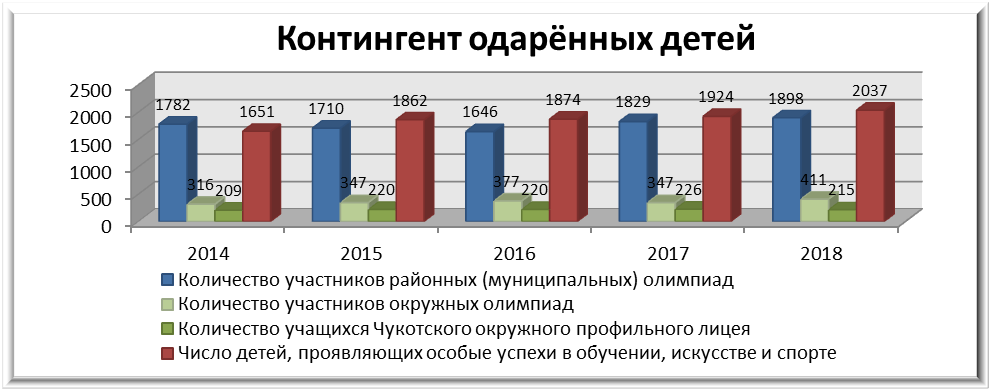 Контингент одарённых детей
2500
2000
1500
1000
500
0
1782 316 209 1651
1710 347 220 1862
1646 377 220 1874
1829 347 226 1924
1898 411 215 2037
2014 2015 2016 2017 2018
Количество участников районных (муниципальных) олимпиад
Количество участников окружных олимпиад
Количество учащихся Чукотского окружного профильного лицея
Число детей, проявляющих особые успехи в обучении, искусстве и спорте